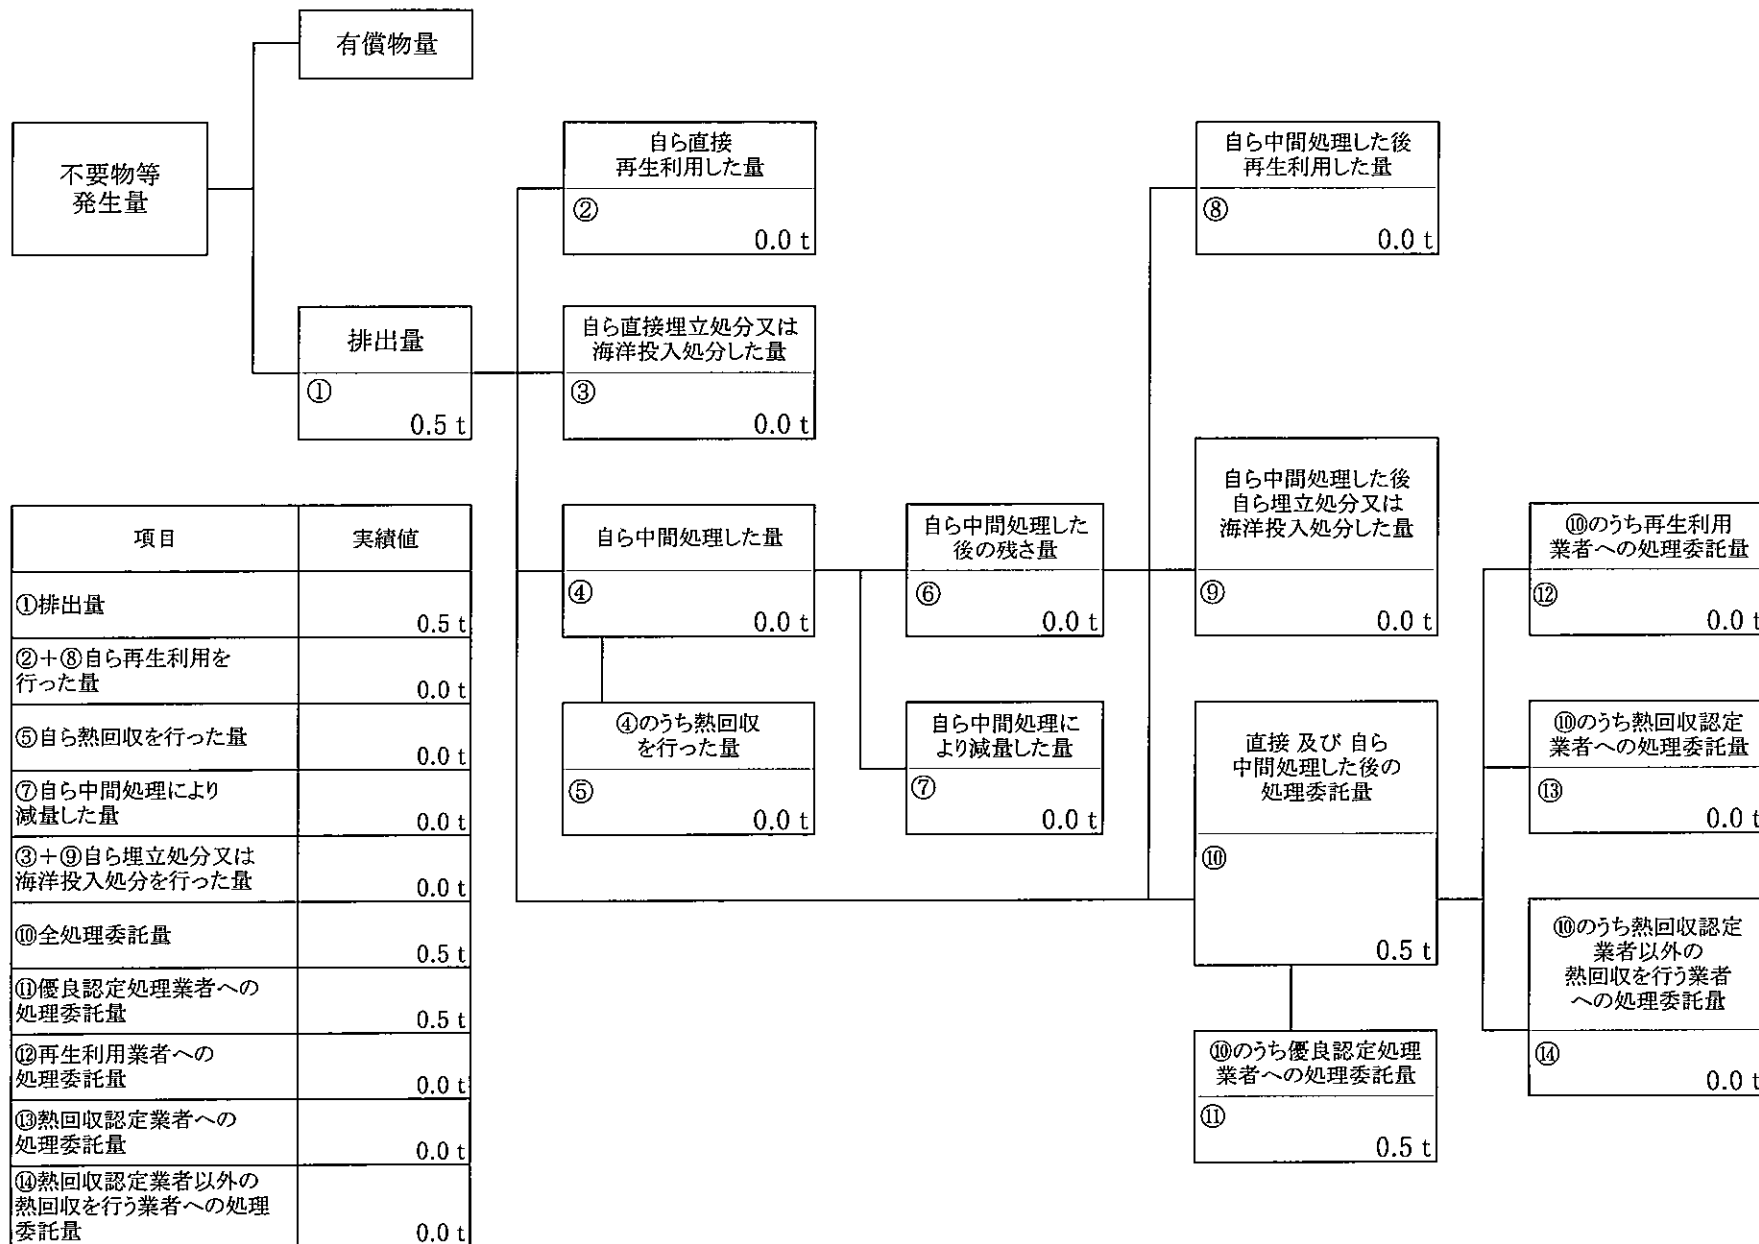 有償物量
不要物等
発生量
排出量
①
0.5 t
自ら直接
再生利用した量
②
0.0 t
自ら直接埋立処分又は
海洋投入処分した量
③
0.0 t
自ら中間処理した量
④
0.0 t
④のうち熱回収
を行った量
⑤
0.0 t
自ら中間処理した
後の残さ量
⑥
0.0 t
自ら中間処理に
より減量した量
⑦
0.0 t
自ら中間処理した後
再生利用した量
⑧
0.0 t
自ら中間処理した後
自ら埋立処分又は
海洋投入処分した量
⑨
0.0 t
直接 及び 自ら
中間処理した後の
処理委託量
⑩
0.5 t
⑩のうち優良認定処理
業者への処理委託量
⑪
0.5 t
⑩のうち再生利用
業者への処理委託量
⑫
0.0 t
⑩のうち熱回収認定
業者への処理委託量
⑬
0.0 t
⑩のうち熱回収認定
業者以外の
熱回収を行う業者
への処理委託量
⑭
0.0 t
項目 実績値
①排出量
0.5 t
②+⑧自ら再生利用を
行った量
0.0 t
⑤自ら熱回収を行った量
0.0 t
⑦自ら中間処理により
減量した量
0.0 t
③+⑨自ら埋立処分又は
海洋投入処分を行った量
0.0 t
⑩全処理委託量
0.5 t
⑪優良認定処理業者への
処理委託量
0.5 t
⑫再生利用業者への
処理委託量
0.0 t
⑬熱回収認定業者への
処理委託量
0.0 t
⑭熱回収認定業者以外の
熱回収を行う業者への処理
委託量
0.0 t